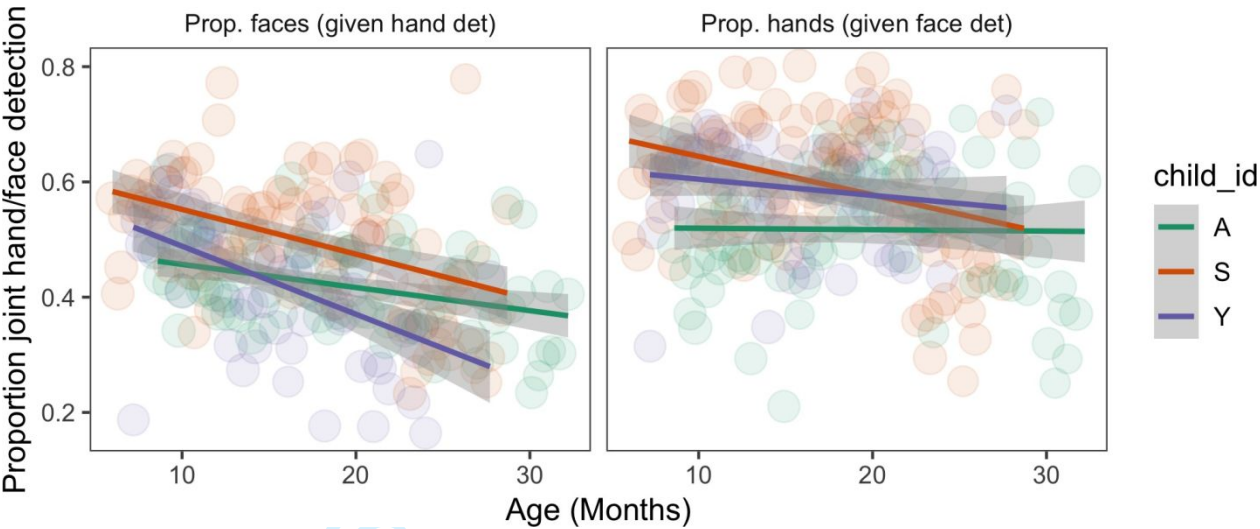 Prop. faces (given hand det)
Prop. hands (given face det)
Proportion joint hand/face detection
0.8
0.6
0.4
0.2
10
20
30
10
20
30
Age (Months)
child_id
A
S
Y